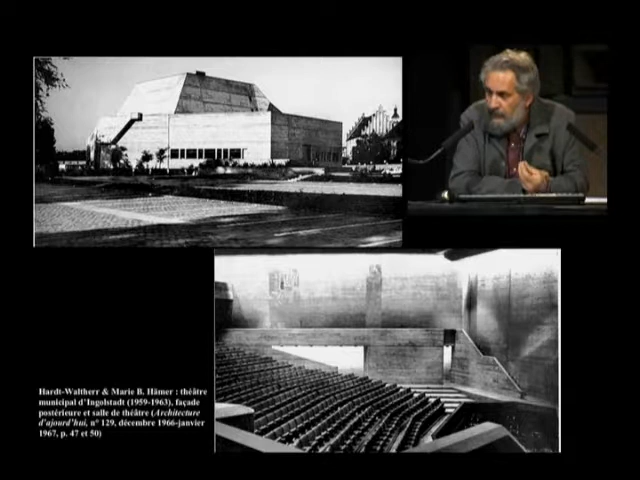 Hardt-Waltherr & Marie B. Hämer : théâtre
municipal d'Ingolstadt (1959-1963), façade
postérieure et salle de théâtre (Architecture
d'ajourd'hui, n° 129, décembre 1966-janvier
1967, p. 47 et 50)